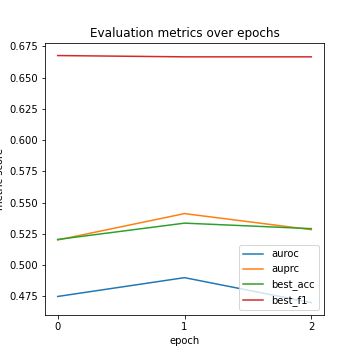 Evaluation metrics over epochs
0.675
0.650
0.625
0.600
0.575
0.550
0.525
0.500
0.475
metric score
auroc
auprc
best_acc
best_f1
0
1
2
epoch